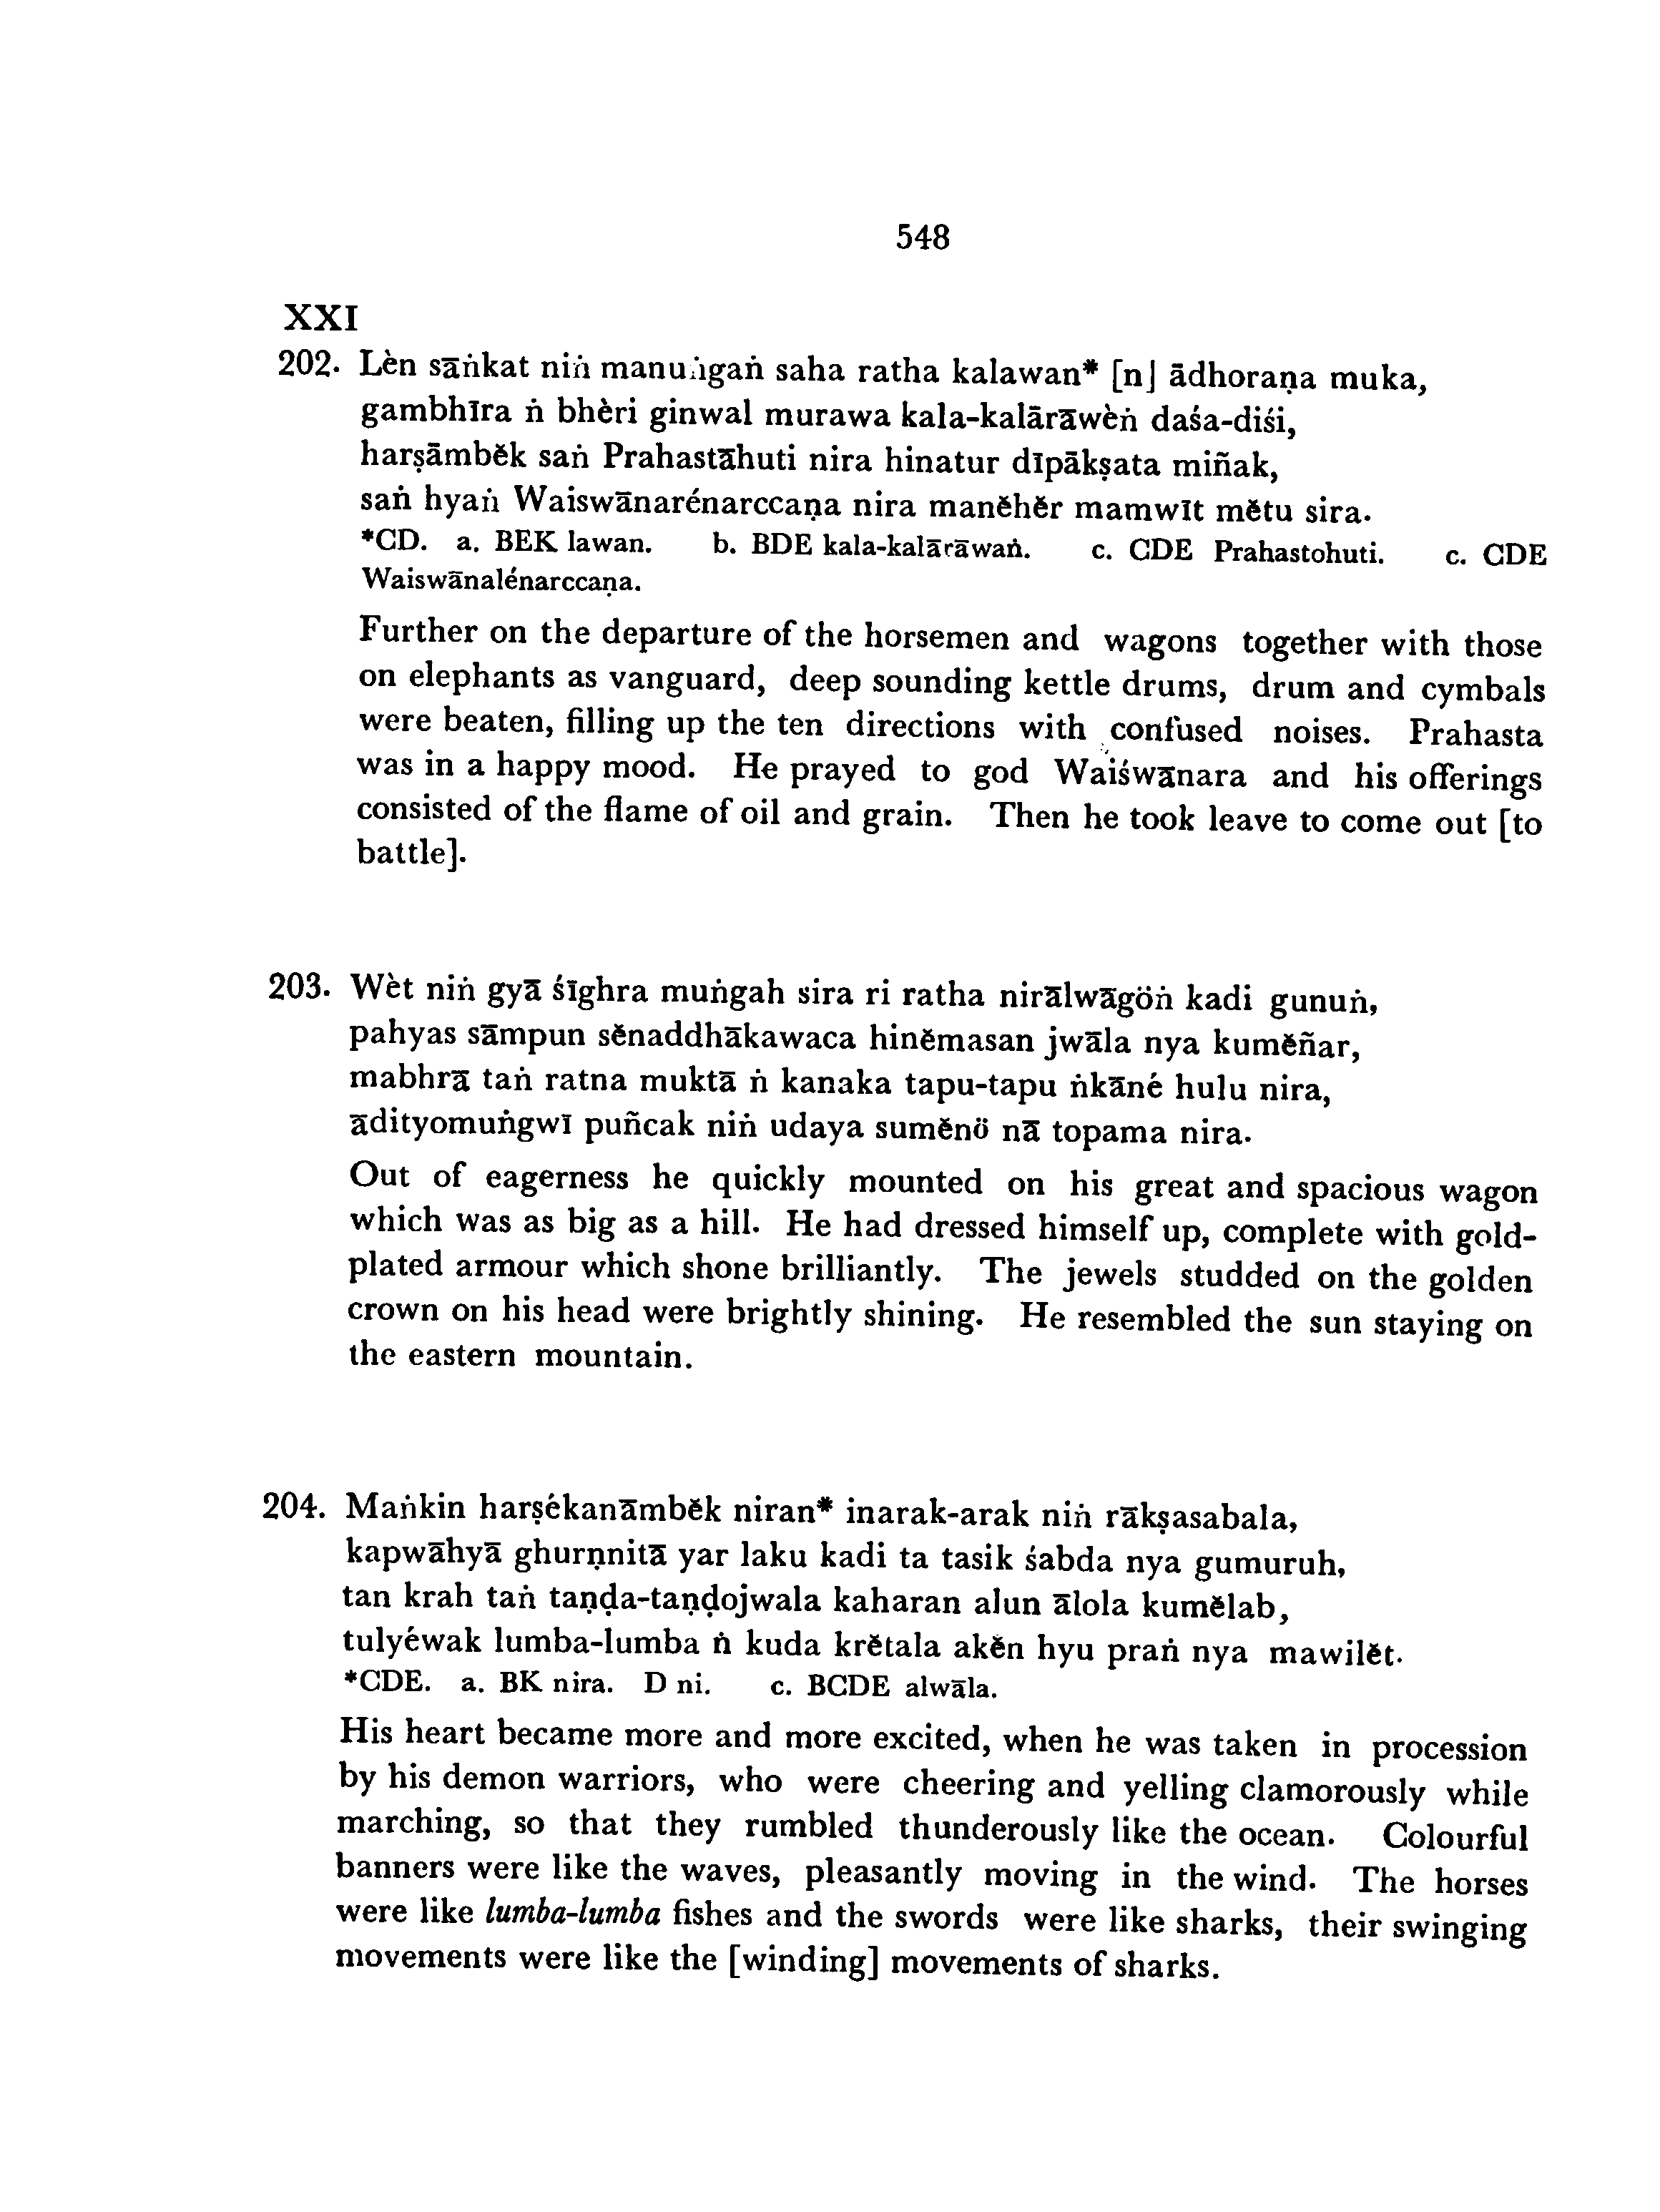 548
XXI
202. Lèn sāṅkat niṅ manuṅgaṅ saha ratha kalawan* [n] ādhoraṇa muka,
gambhīra ṅ bhèri ginwal murawa kala-kalārāwèṅ daśa-diśi,
harṣāmbĕk saṅ Prahastāhuti nira hinatur dīpākṣata miñak,
saṅ hyaṅ Waiswānarénarccaṇa nira manĕhĕr mamwīt mĕtu sira.
*CD. a. BEK lawan. b. BDE kala-kalārāwaṅ. c. CDE Prahastohuti. c. CDE
Waiswānalénarccaṇa.
Further on the departure of the horsemen and wagons together with those
on elephants as vanguard, deep sounding kettle drums, drum and cymbals
were beaten, filling up the ten directions with confused noises. Prahasta
was in a happy mood. He prayed to god Waiśwānara and his offerings
consisted of the flame of oil and grain. Then he took leave to come out [to
battle].
203. Wèt niṅ gyā śīghra muṅgah sira ri ratha nirālwāgöṅ kadi gunuṅ,
pahyas sāmpun sĕnaddhākawaca hinĕmasan jwāla nya kumĕñar,
mabhrā taṅ ratna muktā ṅ kanaka tapu-tapu ṅkāné hulu nira,
ādityomuṅgwī puñcak niṅ udaya sumĕnö nā topama nira.
Out of eagerness he quickly mounted on his great and spacious wagon
which was as big as a hill. He had dressed himself up, complete with gold-
plated armour which shone brilliantly. The jewels studded on the golden
crown on his head were brightly shining. He resembled the sun staying on
the eastern mountain.
204. Maṅkin harṣékanāmbĕk niran* inarak-arak niṅ rākṣasabala,
kapwāhyā ghurṇnitā yar laku kadi ta tasik śabda nya gumuruh,
tan krah taṅ taṇḍa-taṇḍojwala kaharan alun ālola kumĕlab,
tulyéwak lumba-lumba ṅ kuda krĕtala akĕn hyu praṅ nya mawilĕt.
*CDE. a. BK nira. D ni. c. BCDE alwāla.
His heart became more and more excited, when he was taken in procession
by his demon warriors, who were cheering and yelling clamorously while
marching, so that they rumbled thunderously like the ocean. Colourful
banners were like the waves, pleasantly moving in the wind. The horses
were like lumba-lumba fishes and the swords were like sharks, their swinging
movements were like the [winding] movements of sharks.